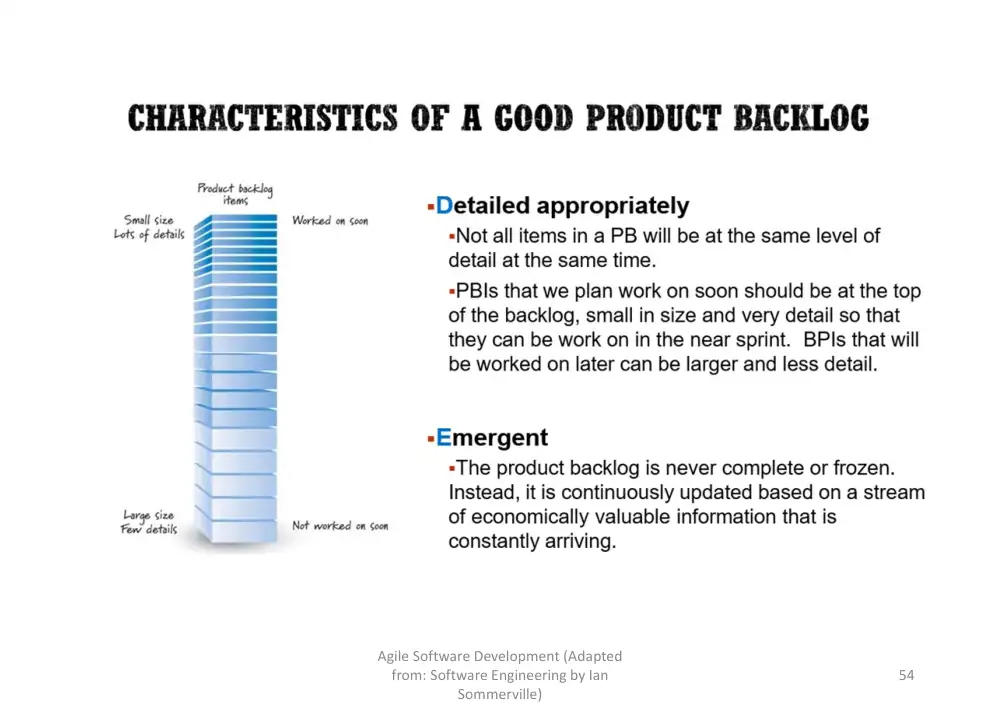 CHARACTERISTICS OF A GOOD PRODUCT BACKLOG
Product backlog
items
Small size
Lots of details
Worked on soon
Large size
Few details
Not worked on soon
▪Detailed appropriately
▪Not all items in a PB will be at the same level of
detail at the same time.
▪PBIs that we plan work on soon should be at the top
of the backlog, small in size and very detail so that
they can be work on in the near sprint.  BPIs that will
be worked on later can be larger and less detail.
▪Emergent
▪The product backlog is never complete or frozen.
Instead, it is continuously updated based on a stream
of economically valuable information that is
constantly arriving.
Agile Software Development (Adapted
from: Software Engineering by Ian
Sommerville)
54